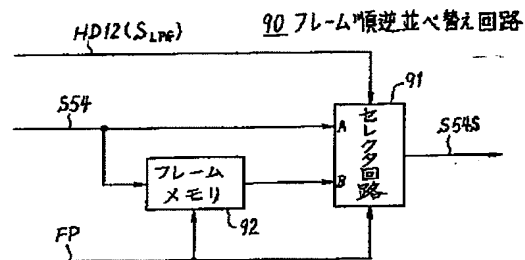 HD12(SLPF)
90 フレーム順逆並べ替え回路
91
S54
A
セレクタ回路
S54S
フレーム
メモリ
B
92
FP